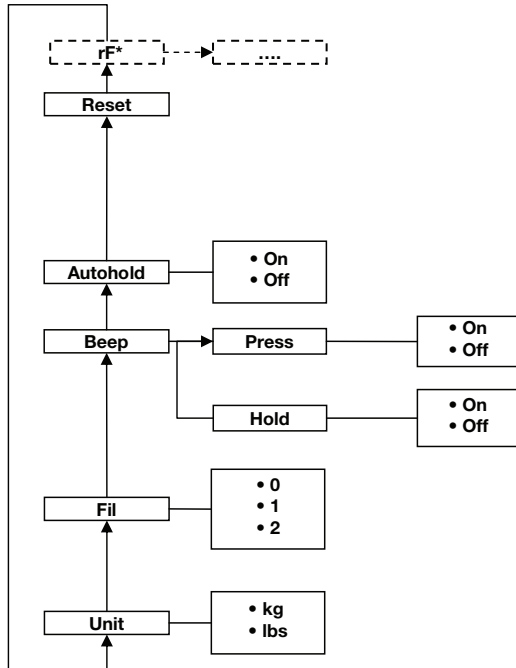 rF*
....
Reset
Autohold
• On
• Off
Beep
Press
• On
• Off
Hold
• On
• Off
Fil
• 0
• 1
• 2
Unit
• kg
• lbs